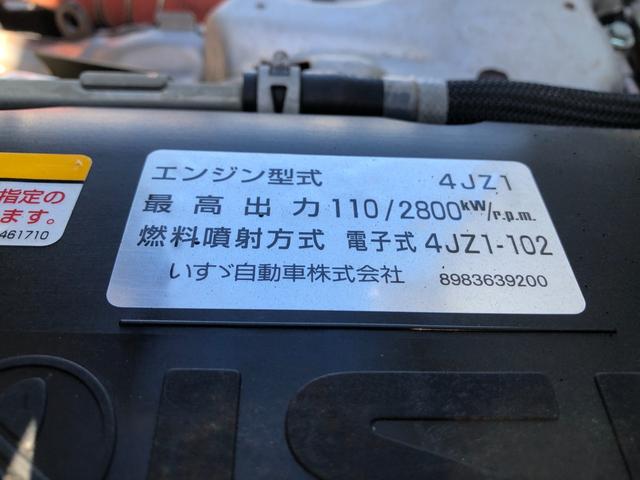 エンジン型式 4JZ1
最高出力 110/2800kW/r.p.m.
燃料噴射方式 電子式 4JZ1-102
いすゞ自動車株式会社 8983639200
指定の
ます。
461710